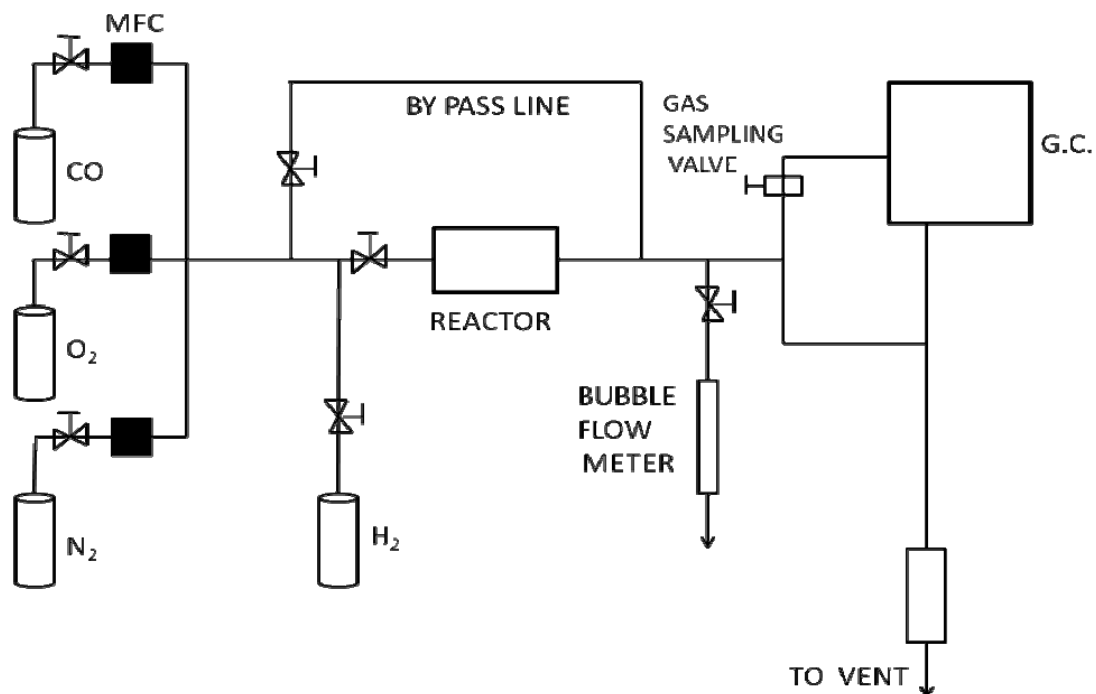 MFC
CO
BY PASS LINE
GAS
SAMPLING
VALVE
G.C.
O₂
REACTOR
BUBBLE
FLOW
METER
N₂
H₂
TO VENT